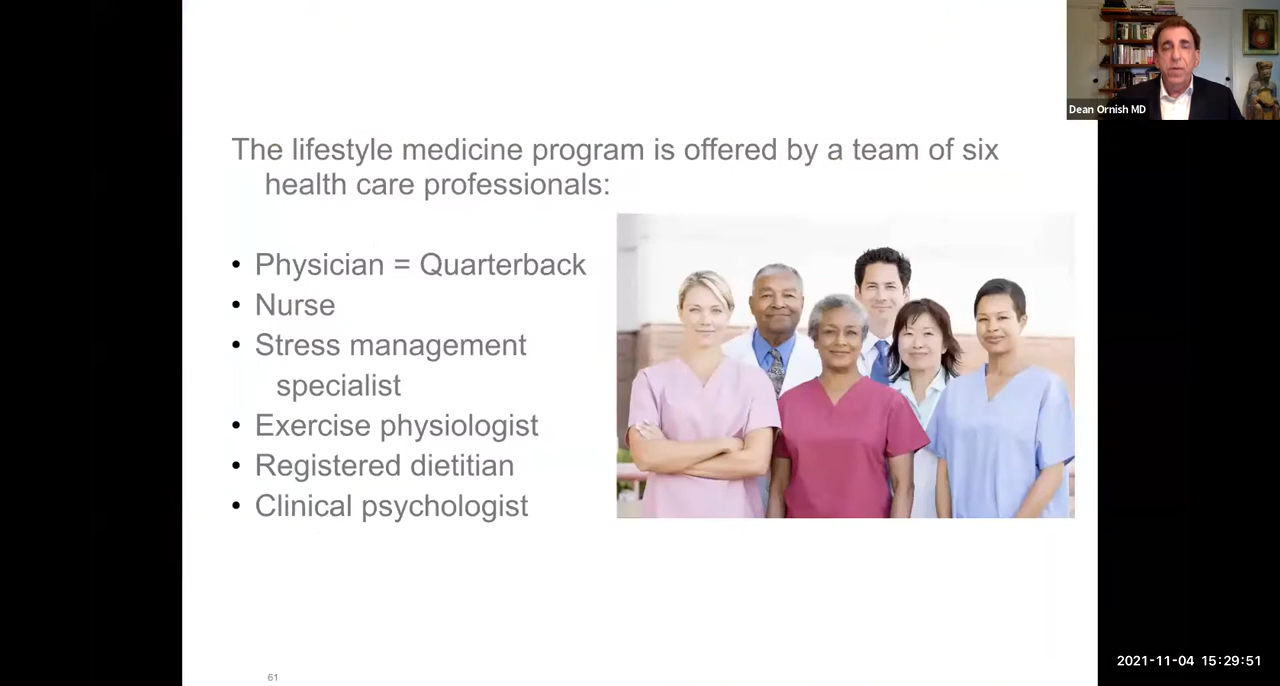 Dean Ornish MD
The lifestyle medicine program is offered by a team of six
health care professionals:
• Physician = Quarterback
• Nurse
• Stress management
specialist
• Exercise physiologist
• Registered dietitian
• Clinical psychologist
61
2021-11-04 15:29:51